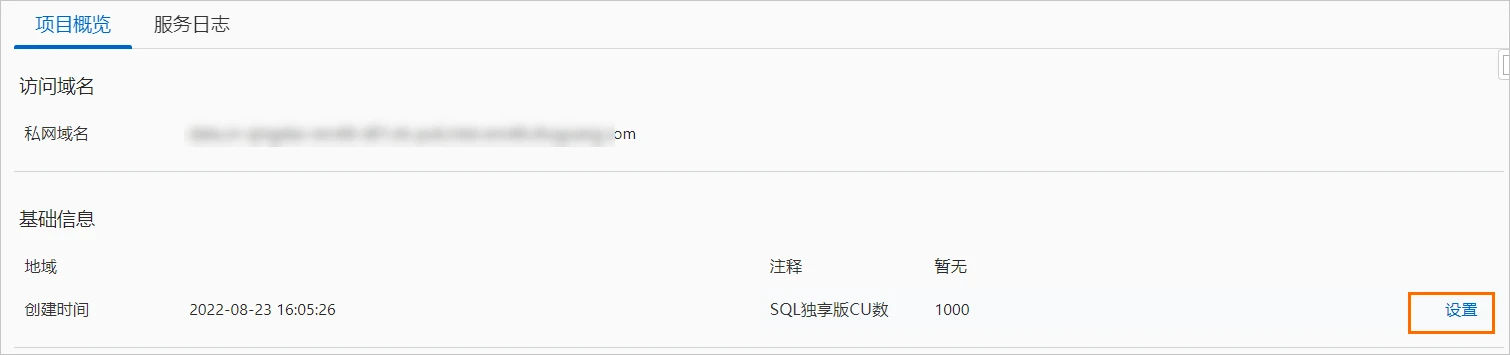 项目概览 服务日志
访问域名
私网域名 om
基础信息
地域 注释 暂无
创建时间 2022-08-23 16:05:26 SQL独享版CU数 1000 设置